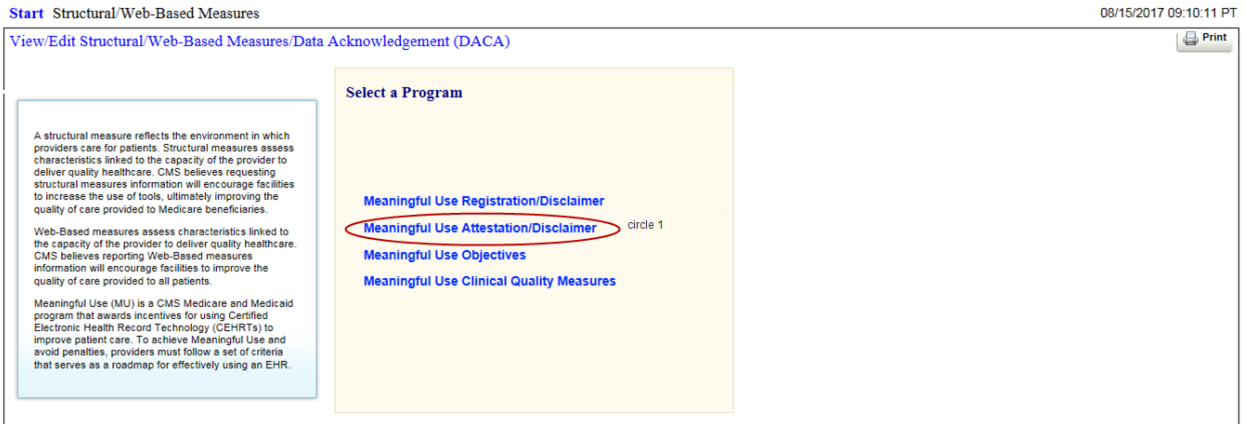 Start Structural/Web-Based Measures
08/15/2017 09:10:11 PT
View/Edit Structural/Web-Based Measures/Data Acknowledgement (DACA)
Print
A structural measure reflects the environment in which
providers care for patients. Structural measures assess
characteristics linked to the capacity of the provider to
deliver quality healthcare. CMS believes requesting
structural measures information will encourage facilities
to increase the use of tools, ultimately improving the
quality of care provided to Medicare beneficiaries.
Web-Based measures assess characteristics linked to
the capacity of the provider to deliver quality healthcare.
CMS believes reporting Web-Based measures
information will encourage facilities to improve the
quality of care provided to all patients.
Meaningful Use (MU) is a CMS Medicare and Medicaid
program that awards incentives for using Certified
Electronic Health Record Technology (CEHRTs) to
improve patient care. To achieve Meaningful Use and
avoid penalties, providers must follow a set of criteria
that serves as a roadmap for effectively using an EHR.
Select a Program
Meaningful Use Registration/Disclaimer
Meaningful Use Attestation/Disclaimer circle 1
Meaningful Use Objectives
Meaningful Use Clinical Quality Measures